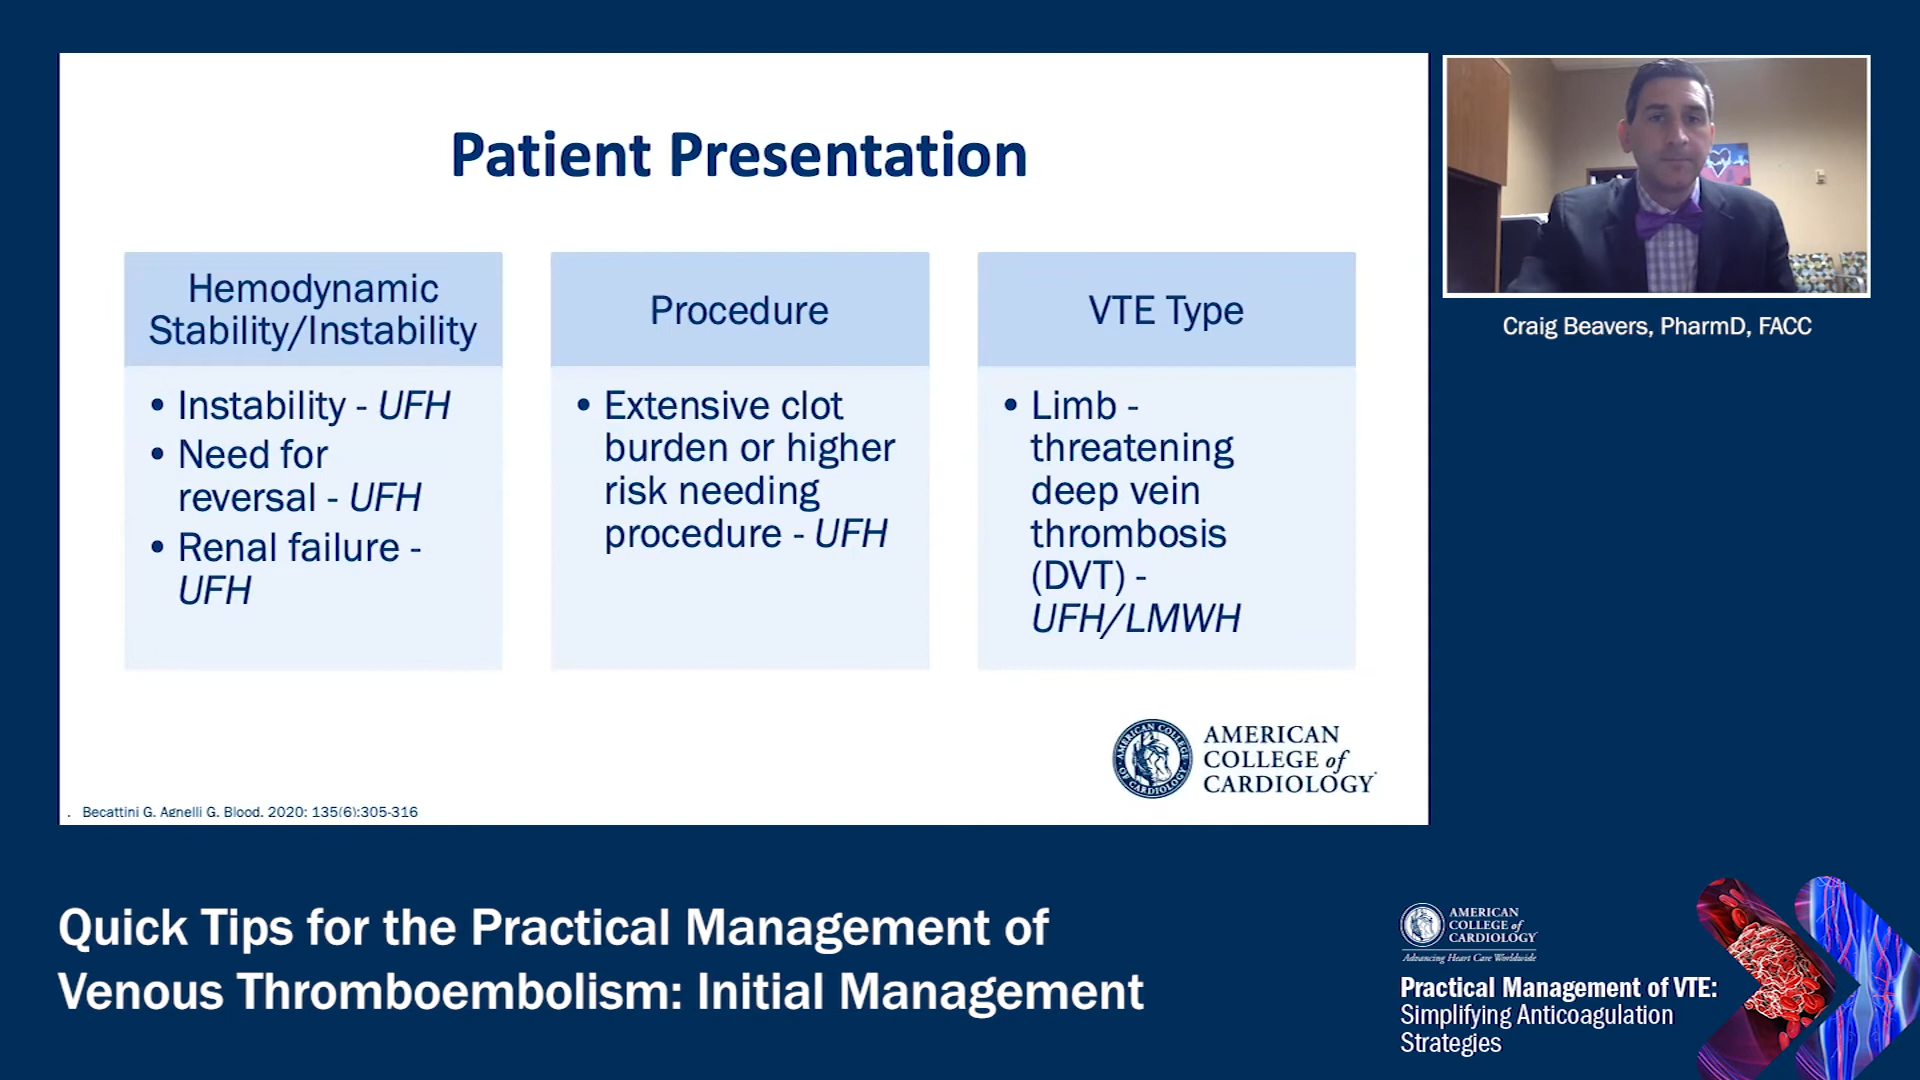 Patient Presentation
Hemodynamic
Stability/Instability
• Instability - UFH
• Need for
reversal - UFH
• Renal failure -
UFH
Procedure
• Extensive clot
burden or higher
risk needing
procedure - UFH
VTE Type
• Limb -
threatening
deep vein
thrombosis
(DVT) -
UFH/LMWH
AMERICAN COLLEGE OF CARDIOLOGY
AMERICAN
COLLEGE of
CARDIOLOGY
. Becattini G. Agnelli G. Blood. 2020: 135(6):305-316
Craig Beavers, PharmD, FACC
Quick Tips for the Practical Management of
Venous Thromboembolism: Initial Management
AMERICAN
COLLEGE of
CARDIOLOGY
Advancing Heart Care Worldwide
Practical Management of VTE:
Simplifying Anticoagulation
Strategies